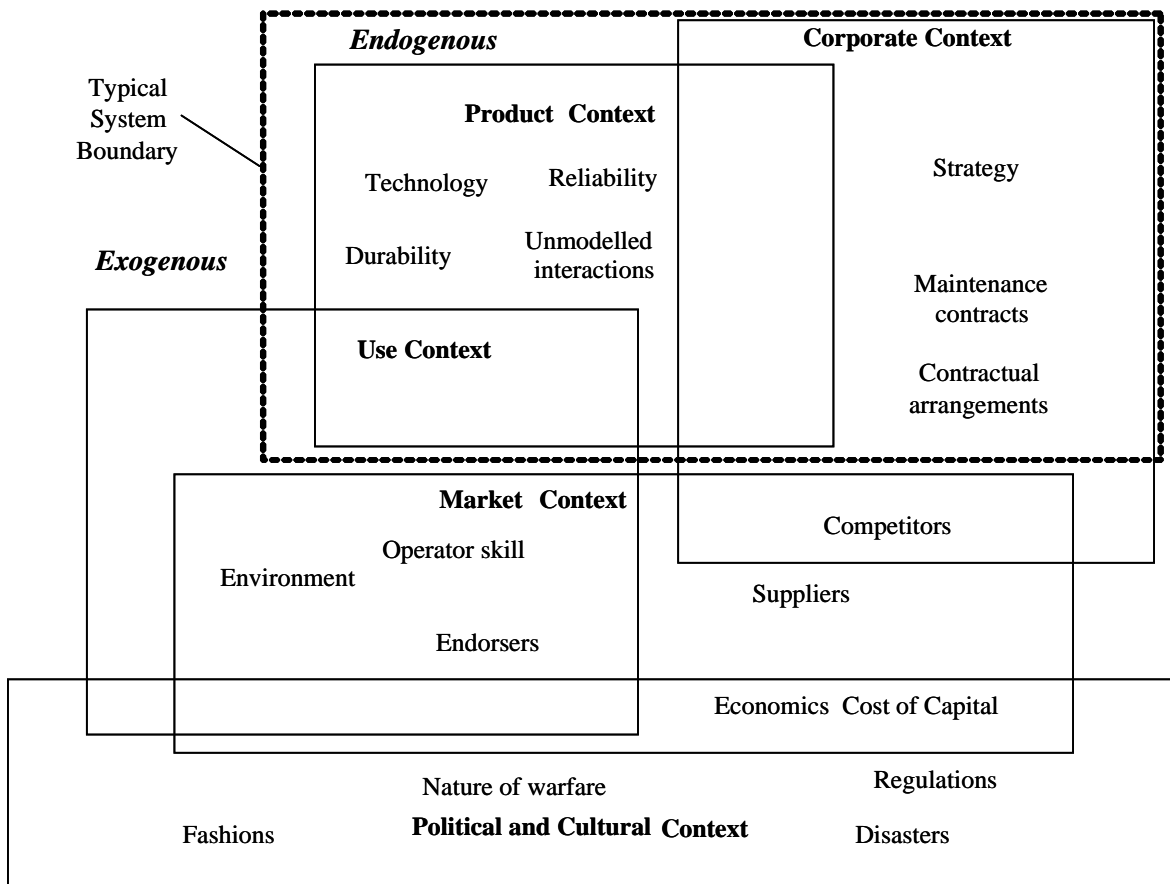 Endogenous
Corporate Context
Typical
System
Boundary
Product Context
Technology
Reliability
Strategy
Durability
Unmodelled
interactions
Exogenous
Maintenance
contracts
Use Context
Contractual
arrangements
Market Context
Competitors
Operator skill
Environment
Suppliers
Endorsers
Economics Cost of Capital
Nature of warfare
Regulations
Fashions
Political and Cultural Context
Disasters